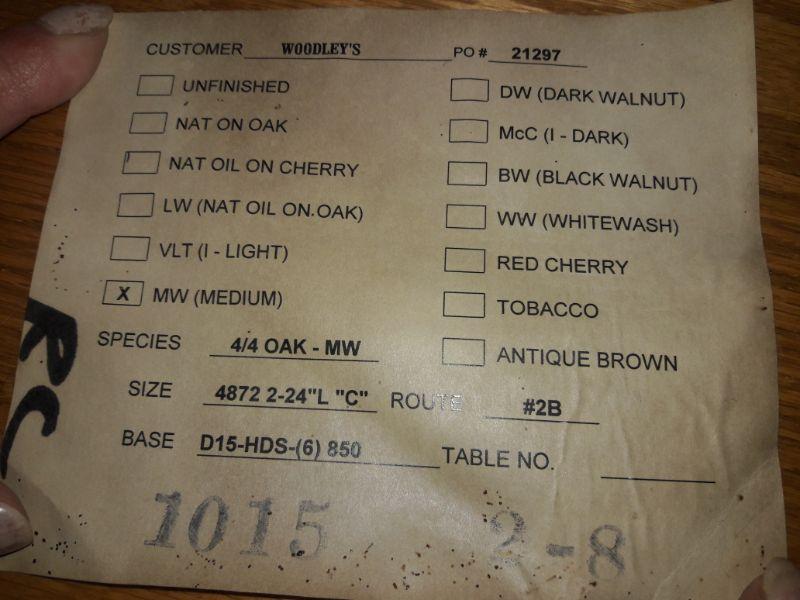 CUSTOMER WOODLEY'S PO # 21297
UNFINISHED
NAT ON OAK
NAT OIL ON CHERRY
LW (NAT OIL ON OAK)
VLT (I - LIGHT)
X MW (MEDIUM)
DW (DARK WALNUT)
McC (I - DARK)
BW (BLACK WALNUT)
WW (WHITEWASH)
RED CHERRY
TOBACCO
ANTIQUE BROWN
SPECIES 4/4 OAK - MW
SIZE 4872 2-24"L "C" ROUTE #2B
BASE D15-HDS-(6) 850 TABLE NO.
RC
1015 2-8